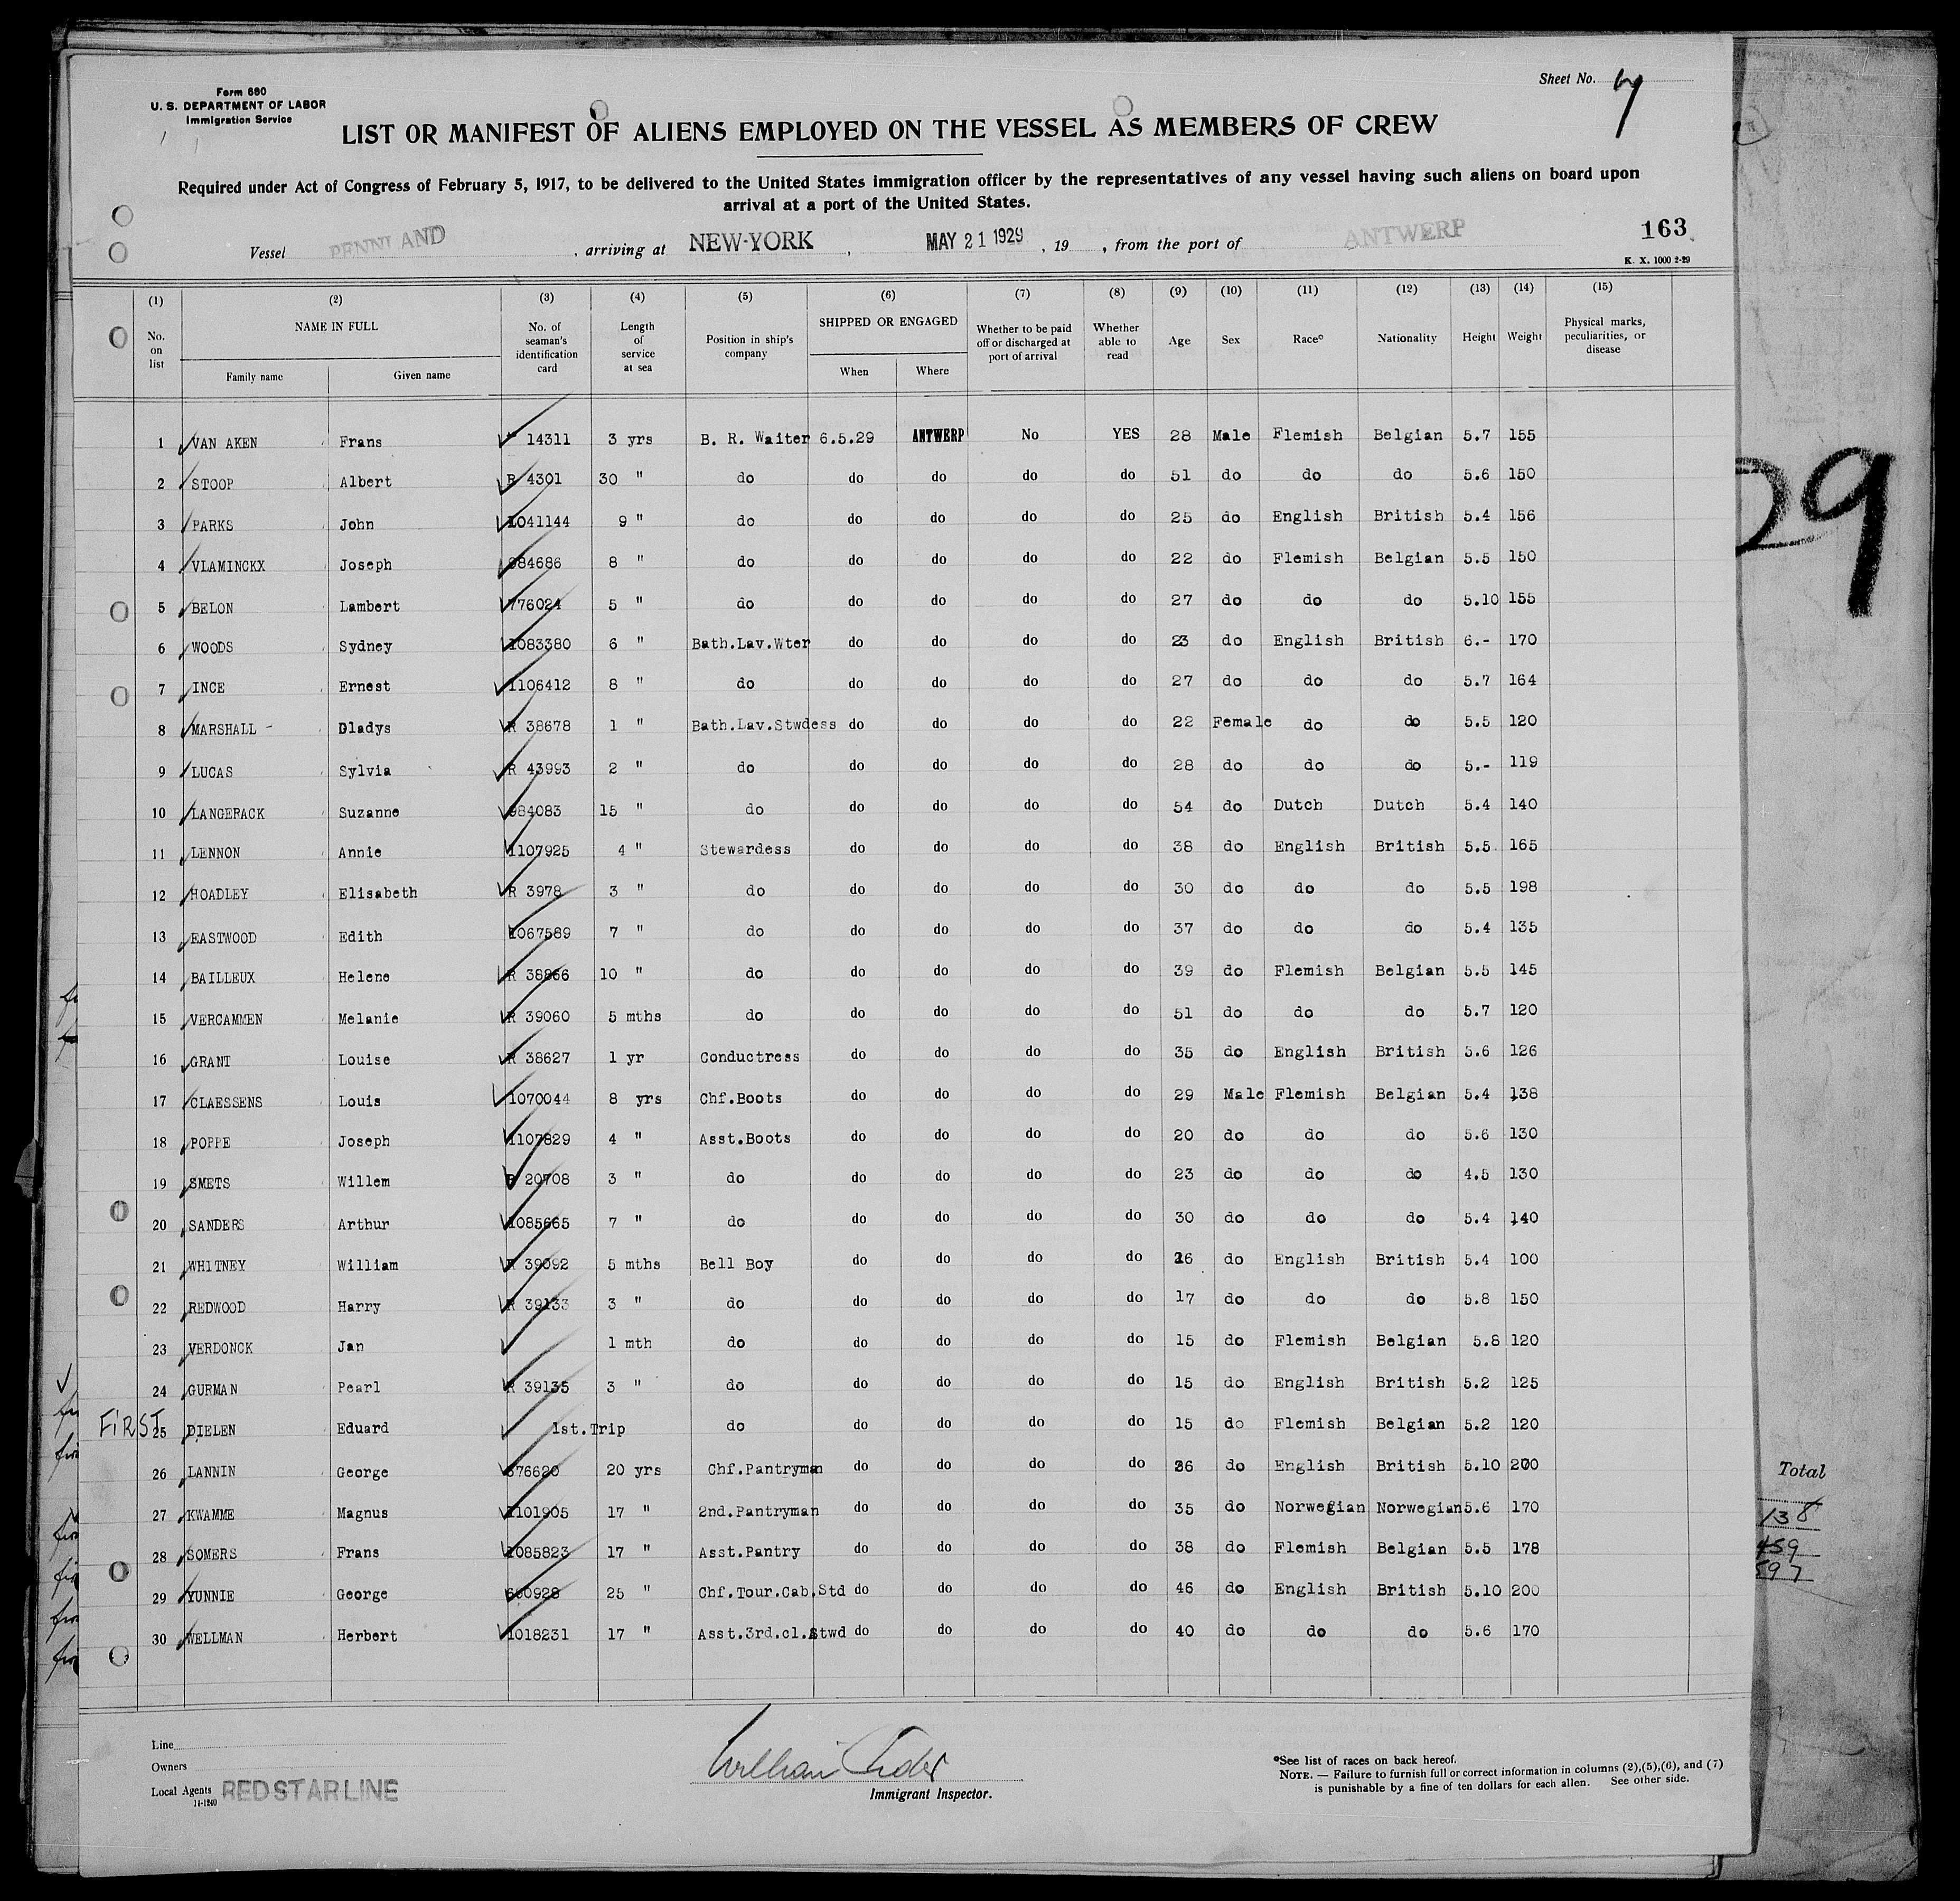 Form 680
U. S. DEPARTMENT OF LABOR
Immigration Service
Sheet No.
LIST OR MANIFEST OF ALIENS EMPLOYED ON THE VESSEL AS MEMBERS OF CREW
Required under Act of Congress of February 5, 1917, to be delivered to the United States immigration officer by the representatives of any vessel having such aliens on board upon
arrival at a port of the United States.
163
Vessel PENNLAND , arriving at NEW-YORK , MAY 21 1929 , 19 , from the port of ANTWERP
K. X. 1000 2-29
(1) (2) (3) (4) (5) (6) (7) (8) (9) (10) (11) (12) (13) (14) (15)
No. on list NAME IN FULL Family name Given name No. of seaman's identification card Length of service at sea Position in ship's company SHIPPED OR ENGAGED When Where Whether to be paid off or discharged at port of arrival Whether able to read Age Sex Race* Nationality Height Weight Physical marks, peculiarities, or disease
1 VAN AKEN Frans 14311 3 yrs B. R. Waiter 6.5.29 ANTWERP No YES 28 Male Flemish Belgian 5.7 155
2 STOOP Albert R 4301 30 " do do do do do 51 do do do 5.6 150
3 PARKS John 1041144 9 " do do do do do 25 do English British 5.4 156
4 VLAMINCKX Joseph 984686 8 " do do do do do 22 do Flemish Belgian 5.5 150
5 BELON Lambert 776024 5 " do do do do do 27 do do do 5.10 155
6 WOODS Sydney 1083380 6 " Bath.Lav.Wter do do do do 23 do English British 6.- 170
7 INCE Ernest 1106412 8 " do do do do do 27 do do do 5.7 164
8 MARSHALL - Dladys R 38678 1 " Bath.Lav.Stwdess do do do do 22 Female do do 5.5 120
9 LUCAS Sylvia R 43993 2 " do do do do do 28 do do do 5.- 119
10 LANGERACK Suzanne 984083 15 " do do do do do 54 do Dutch Dutch 5.4 140
11 LENNON Annie 1107925 4 " Stewardess do do do do 38 do English British 5.5 165
12 HOADLEY Elisabeth R 3978 3 " do do do do do 30 do do do 5.5 198
13 EASTWOOD Edith 1067589 7 " do do do do do 37 do do do 5.4 135
14 BAILLEUX Helene R 38866 10 " do do do do do 39 do Flemish Belgian 5.5 145
15 VERCAMMEN Melanie R 39060 5 mths do do do do do 51 do do do 5.7 120
16 GRANT Louise R 38627 1 yr Conductress do do do do 35 do English British 5.6 126
17 CLAESSENS Louis 1070044 8 yrs Chf.Boots do do do do 29 Male Flemish Belgian 5.4 138
18 POPPE Joseph 1107829 4 " Asst.Boots do do do do 20 do do do 5.6 130
19 SMETS Willem R 20708 3 " do do do do do 23 do do do 4.5 130
20 SANDERS Arthur 1085665 7 " do do do do do 30 do do do 5.4 140
21 WHITNEY William R 39092 5 mths Bell Boy do do do do 16 do English British 5.4 100
22 REDWOOD Harry R 39133 3 " do do do do do 17 do do do 5.8 150
23 VERDONCK Jan 1 mth do do do do do 15 do Flemish Belgian 5.8 120
24 GURMAN Pearl R 39135 3 " do do do do do 15 do English British 5.2 125
FIRST 25 DIELEN Eduard 1st.Trip do do do do do 15 do Flemish Belgian 5.2 120
26 LANNIN George 676620 20 yrs Chf.Pantryman do do do do 36 do English British 5.10 200
27 KWAMME Magnus 1101905 17 " 2nd.Pantryman do do do do 35 do Norwegian Norwegian 5.6 170
28 SOMERS Frans 1085823 17 " Asst.Pantry do do do do 38 do Flemish Belgian 5.5 178
29 YUNNIE George 25 " Chf.Tour.Cab.Std do do do do 46 do English British 5.10 200
30 WELLMAN Herbert 1018231 17 " Asst.3rd.cl.Stwd do do do do 40 do do do 5.6 170
Total
138
459
597
29
Line
Owners
Local Agents RED STAR LINE
14-1240
William
Immigrant Inspector.
*See list of races on back hereof.
NOTE. — Failure to furnish full or correct information in columns (2),(5),(6), and (7)
is punishable by a fine of ten dollars for each alien. See other side.